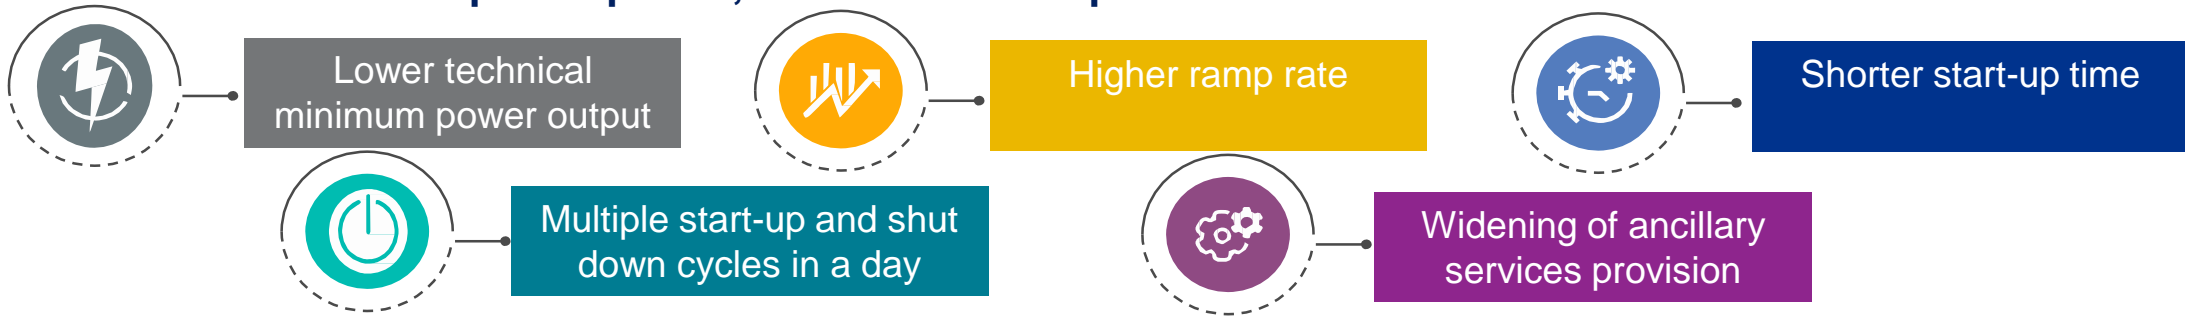 Lower technical
minimum power output
Higher ramp rate
Shorter start-up time
Multiple start-up and shut
down cycles in a day
Widening of ancillary
services provision